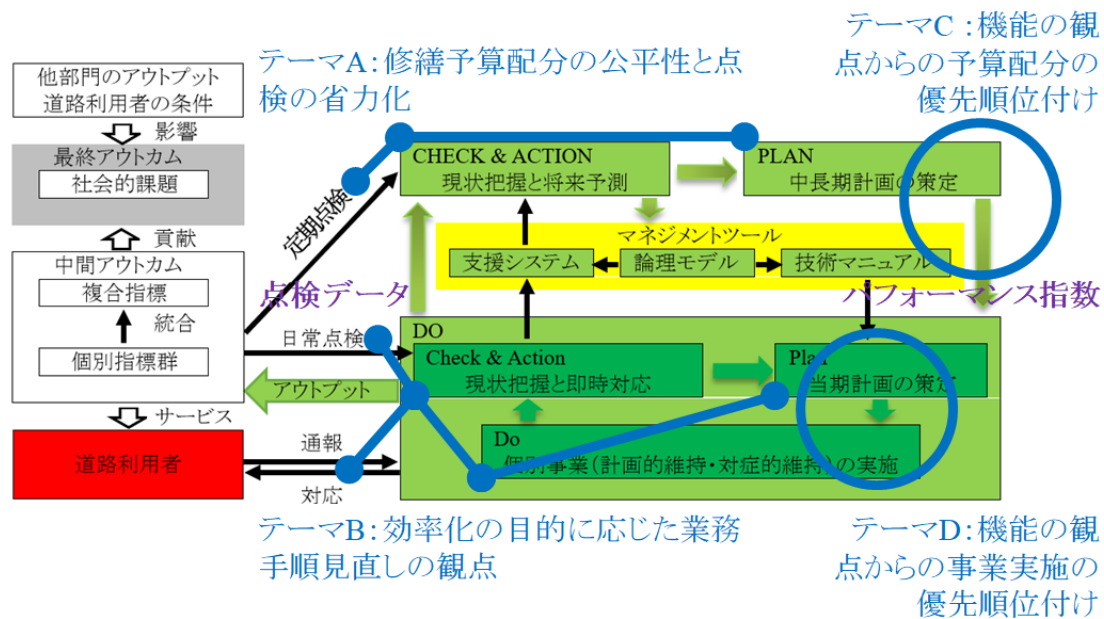 テーマA:修繕予算配分の公平性と点
検の省力化
テーマC:機能の観
点からの予算配分の
優先順位付け
他部門のアウトプット
道路利用者の条件
影響
最終アウトカム
社会的課題
貢献
中間アウトカム
複合指標
統合
個別指標群
サービス
道路利用者
定期点検
点検データ
日常点検
アウトプット
通報
対応
CHECK & ACTION
現状把握と将来予測
PLAN
中長期計画の策定
マネジメントツール
支援システム
論理モデル
技術マニュアル
パフォーマンス指数
DO
Check & Action
現状把握と即時対応
Plan
当期計画の策定
Do
個別事業(計画的維持・対症的維持)の実施
テーマB:効率化の目的に応じた業務
手順見直しの観点
テーマD:機能の観
点からの事業実施の
優先順位付け